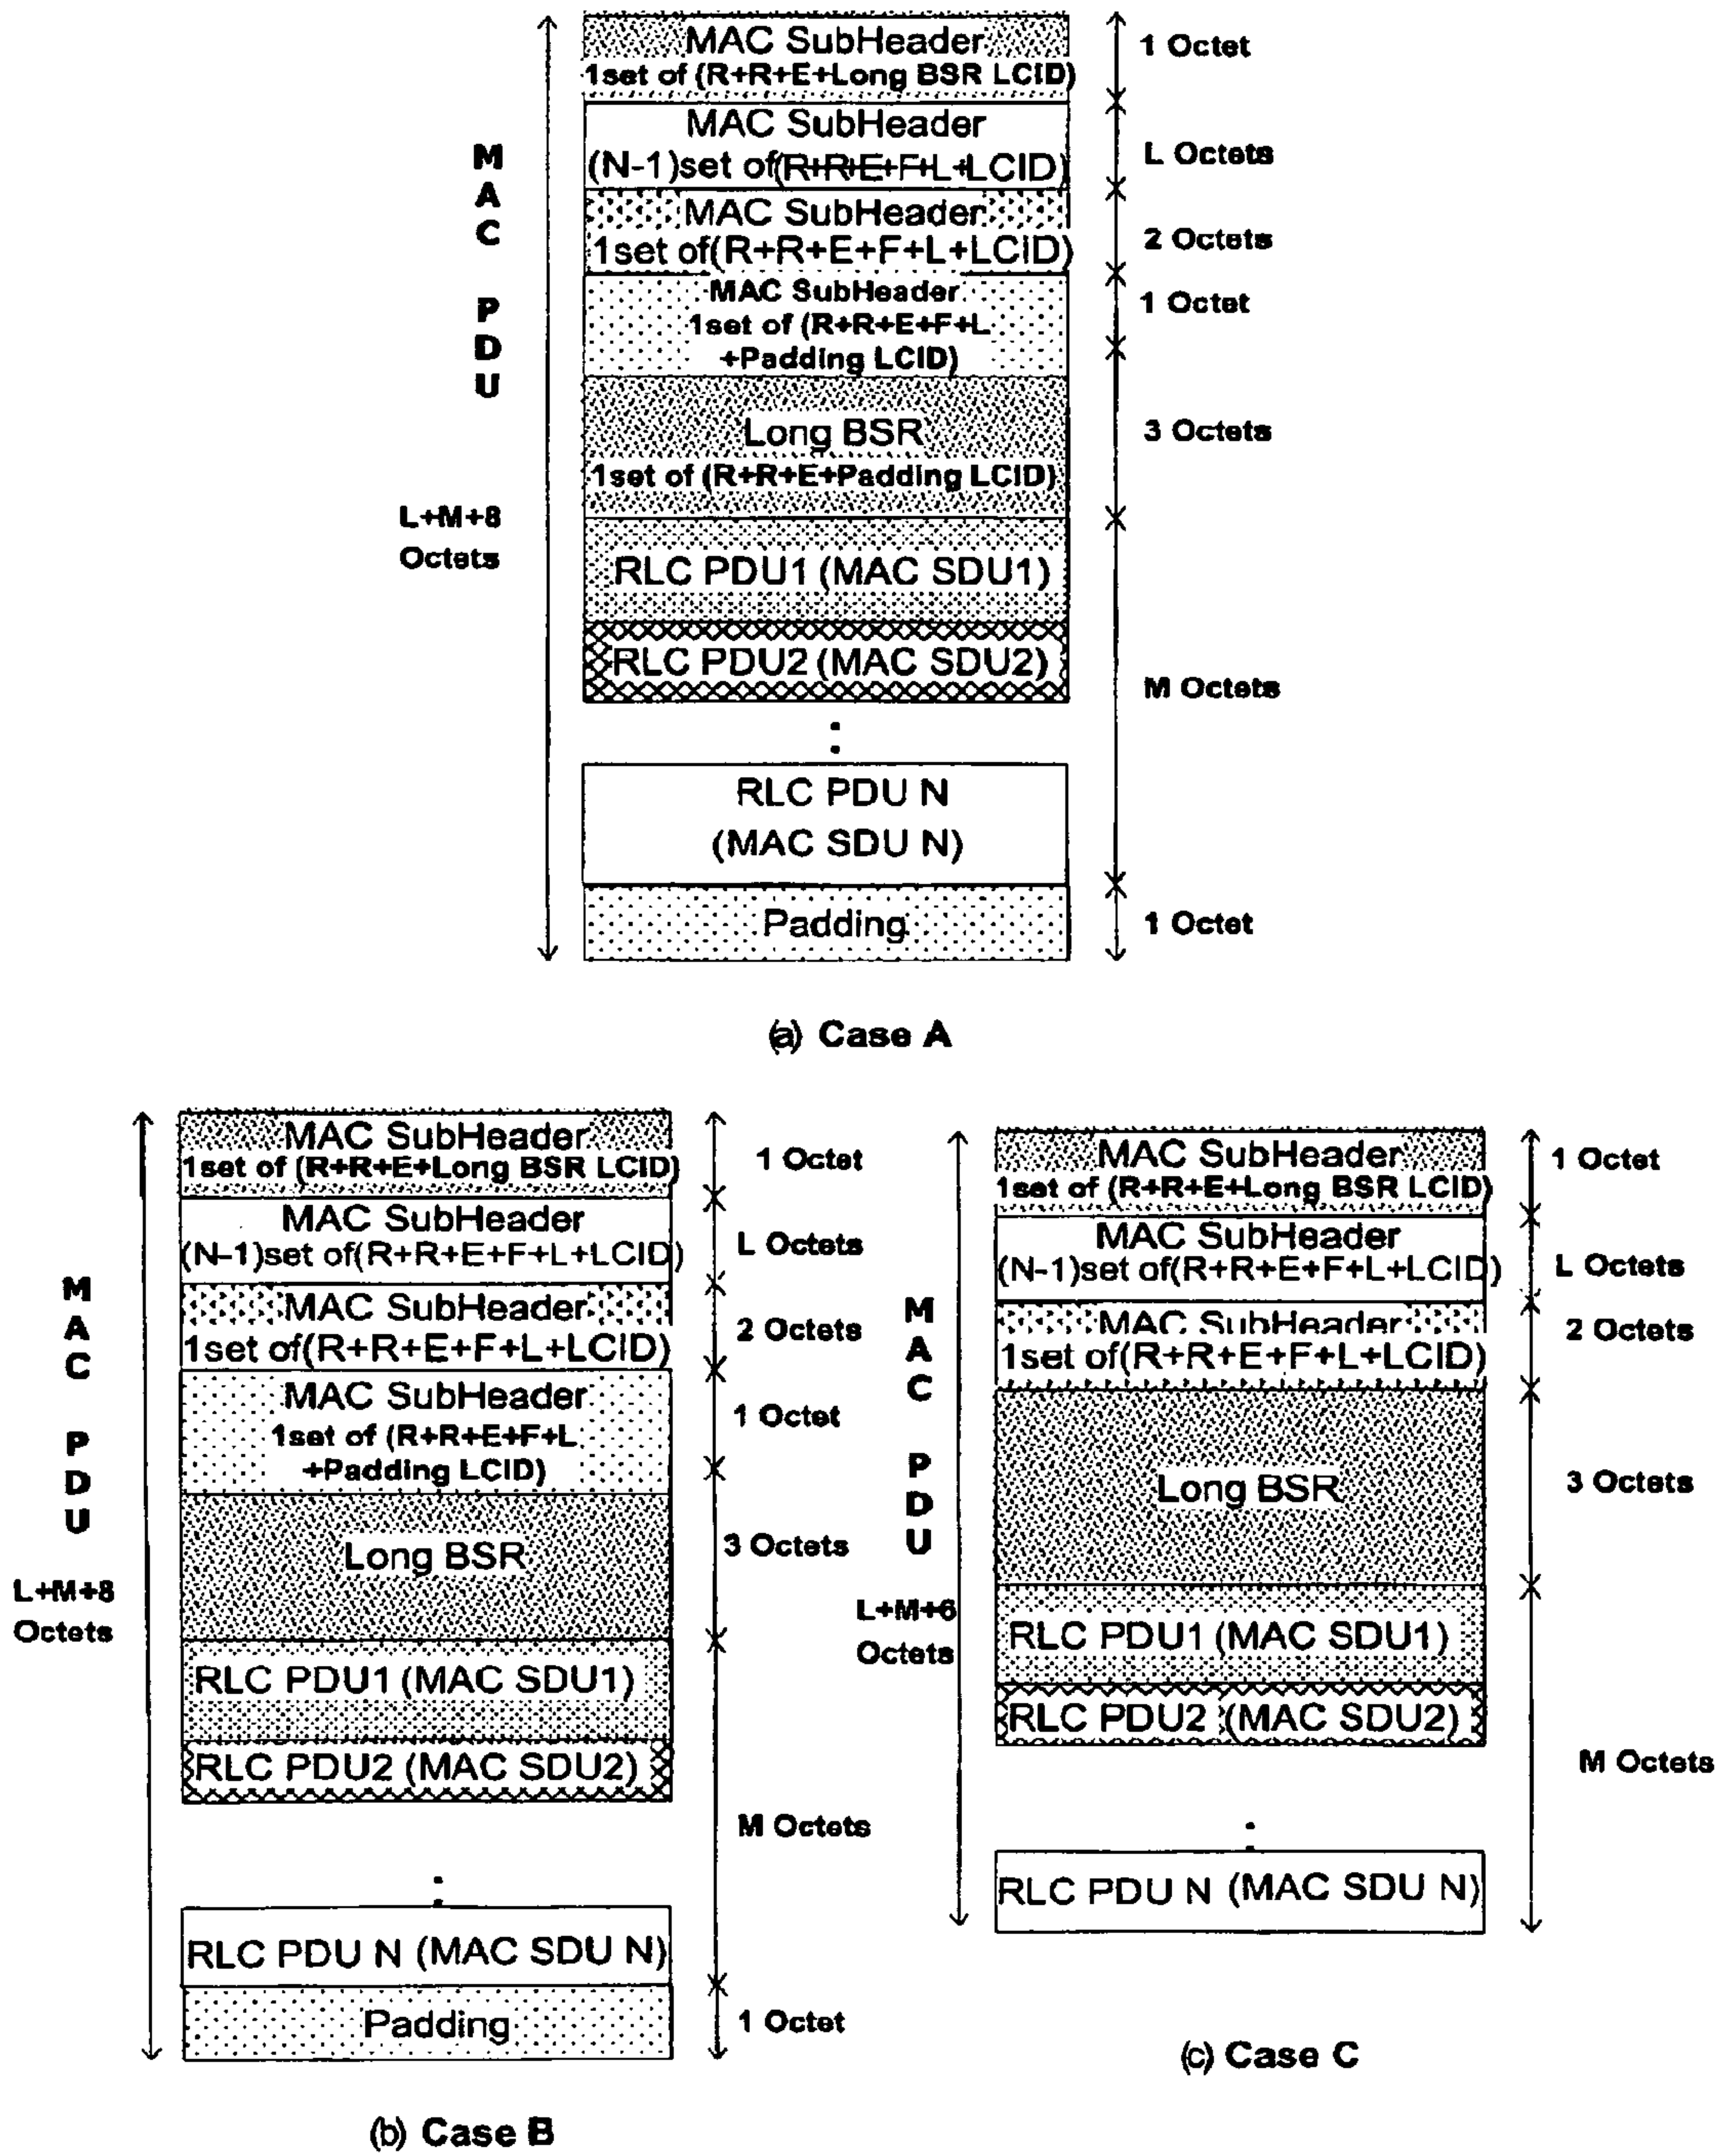 MAC SubHeader
1set of (R+R+E+Long BSR LCID)
1 Octet
MAC SubHeader
(N-1)set of(R+R+E+F+L+LCID)
L Octets
MAC SubHeader
1set of(R+R+E+F+L+LCID)
2 Octets
MAC SubHeader
1set of (R+R+E+F+L
+Padding LCID)
1 Octet
MAC PDU
Long BSR
1set of (R+R+E+Padding LCID)
3 Octets
L+M+8
Octets
RLC PDU1 (MAC SDU1)
RLC PDU2 (MAC SDU2)
M Octets
:
RLC PDU N
(MAC SDU N)
Padding
1 Octet
(a) Case A
MAC SubHeader
1set of (R+R+E+Long BSR LCID)
1 Octet
MAC SubHeader
(N-1)set of(R+R+E+F+L+LCID)
L Octets
MAC SubHeader
1set of(R+R+E+F+L+LCID)
2 Octets
MAC SubHeader
1set of (R+R+E+F+L
+Padding LCID)
1 Octet
MAC PDU
Long BSR
3 Octets
L+M+8
Octets
RLC PDU1 (MAC SDU1)
RLC PDU2 (MAC SDU2)
M Octets
:
RLC PDU N (MAC SDU N)
Padding
1 Octet
(b) Case B
MAC SubHeader
1set of (R+R+E+Long BSR LCID)
1 Octet
MAC SubHeader
(N-1)set of(R+R+E+F+L+LCID)
L Octets
MAC SubHeader
1set of(R+R+E+F+L+LCID)
2 Octets
MAC PDU
Long BSR
3 Octets
L+M+6
Octets
RLC PDU1 (MAC SDU1)
RLC PDU2 (MAC SDU2)
M Octets
:
RLC PDU N (MAC SDU N)
(c) Case C